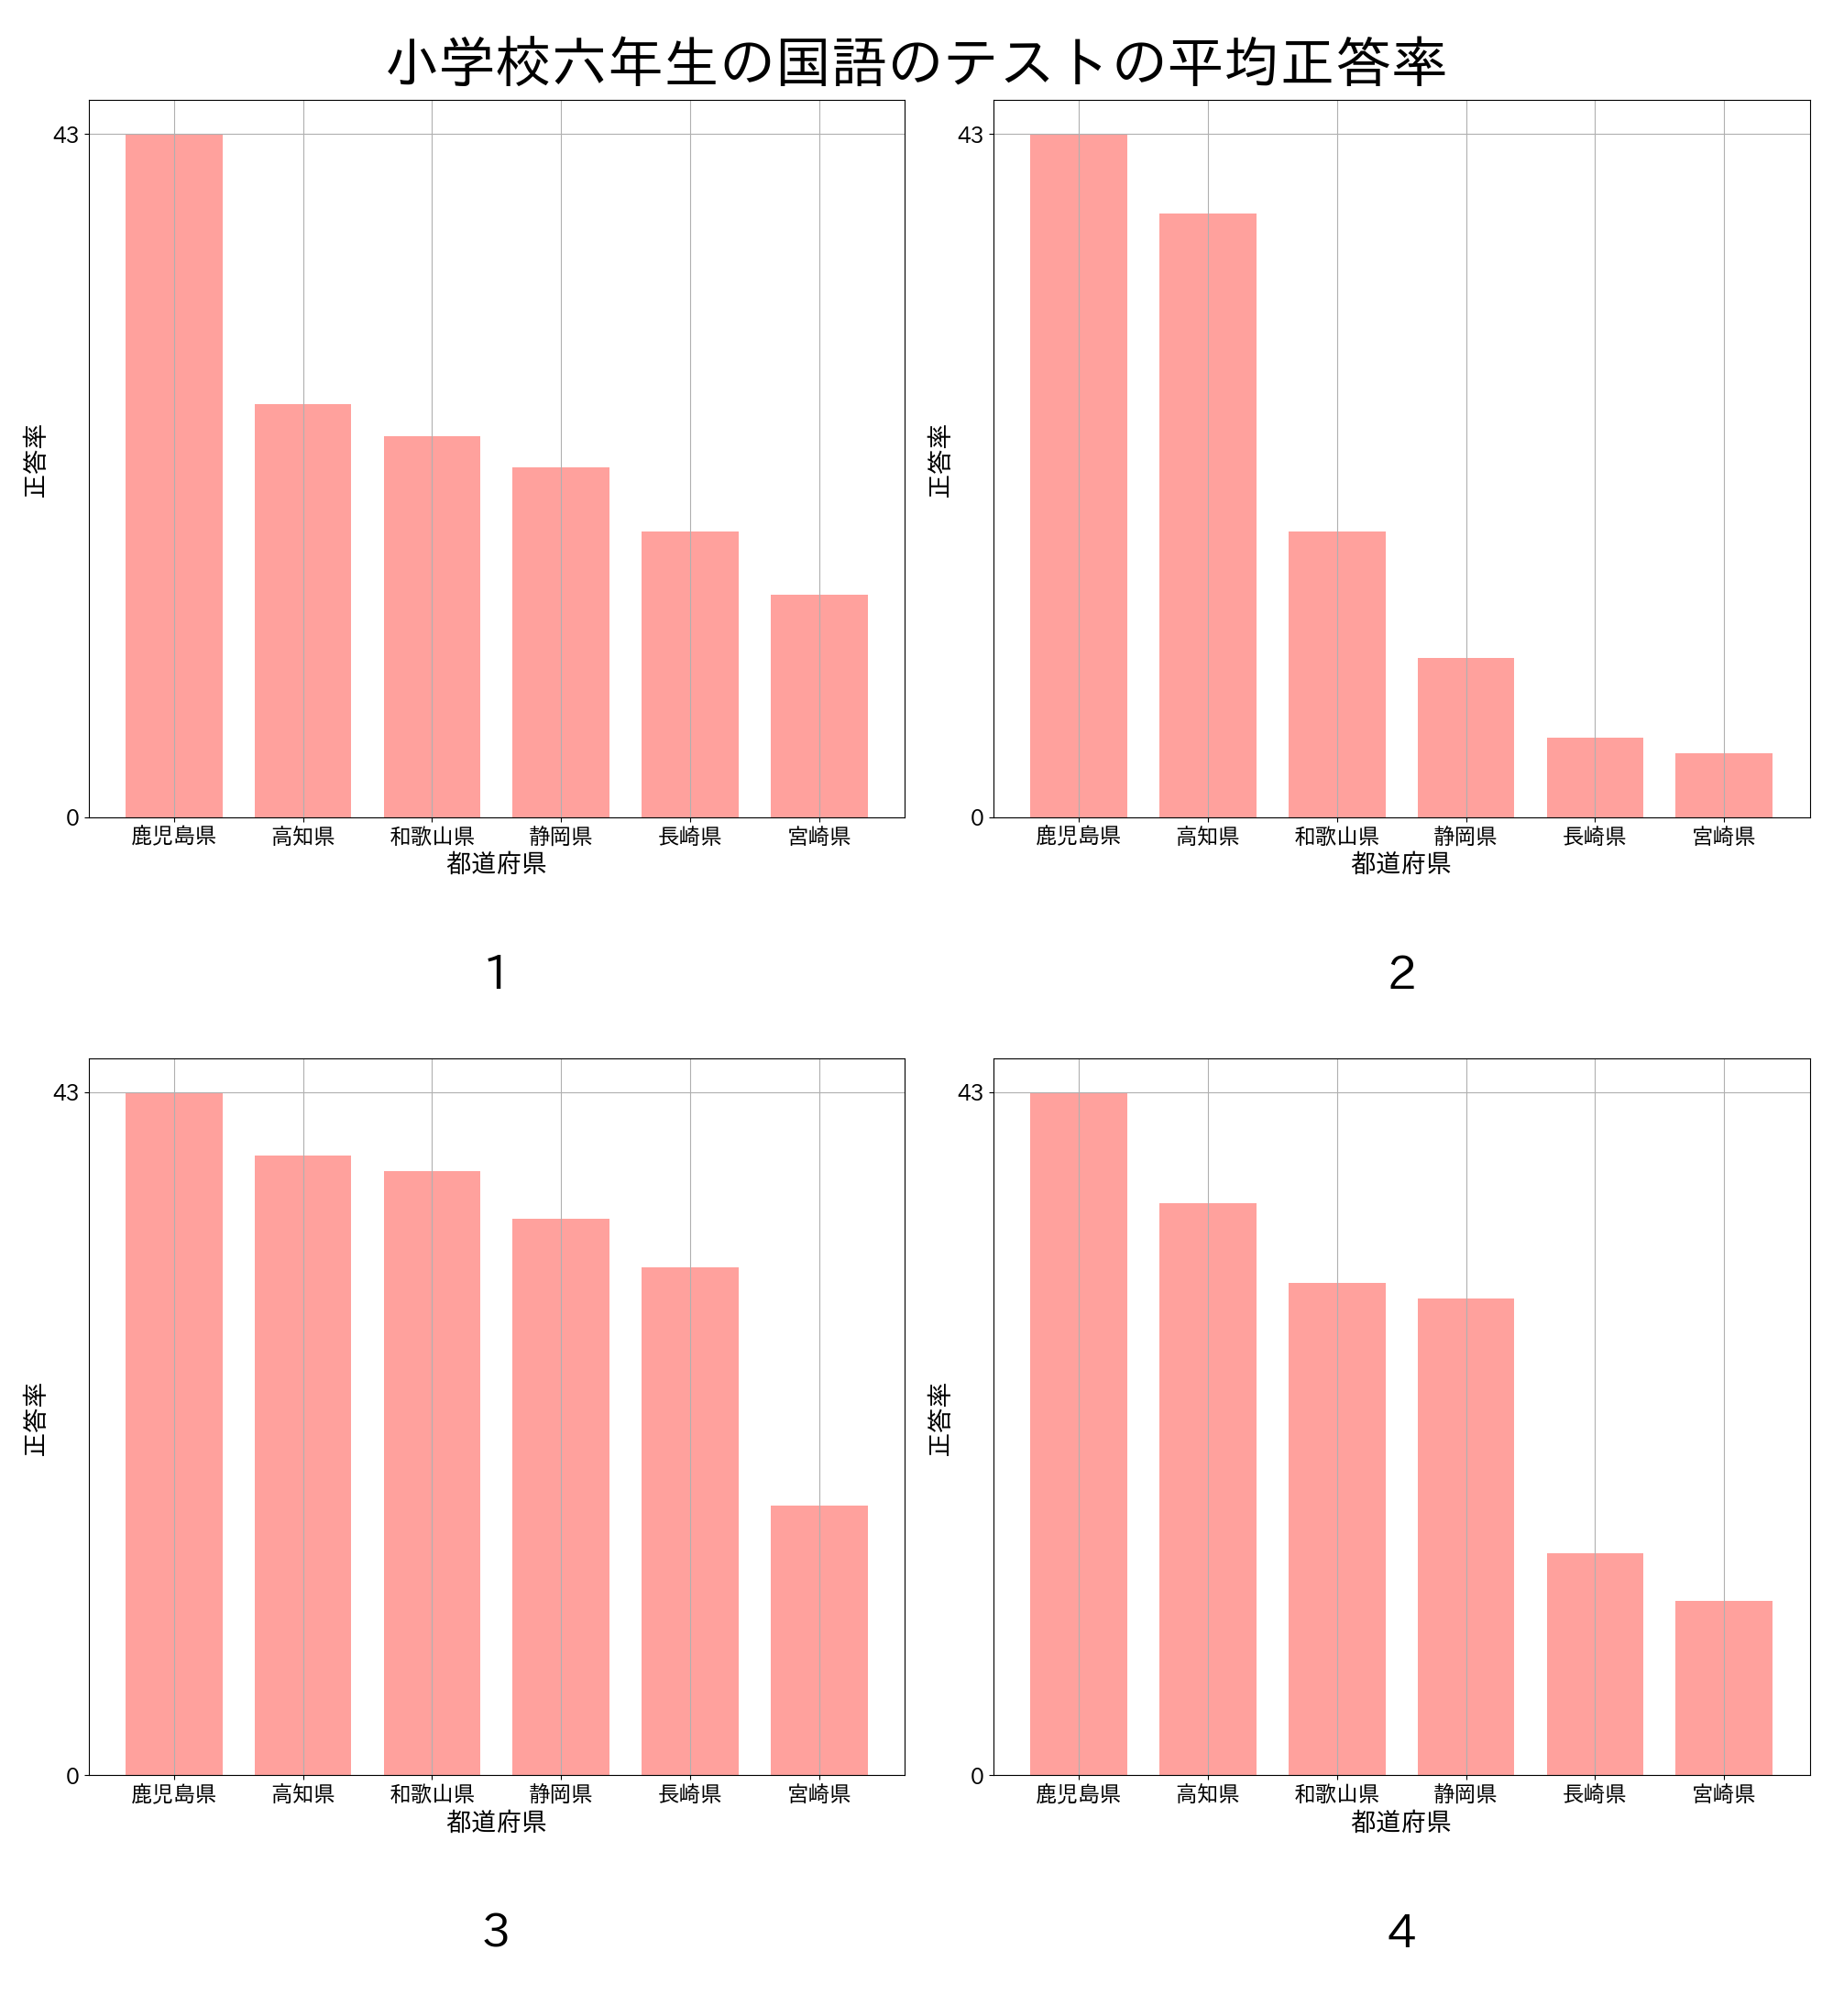 小学校六年生の国語のテストの平均正答率
43
0
正答率
鹿児島県 高知県 和歌山県 静岡県 長崎県 宮崎県
都道府県
1
43
0
正答率
鹿児島県 高知県 和歌山県 静岡県 長崎県 宮崎県
都道府県
2
43
0
正答率
鹿児島県 高知県 和歌山県 静岡県 長崎県 宮崎県
都道府県
3
43
0
正答率
鹿児島県 高知県 和歌山県 静岡県 長崎県 宮崎県
都道府県
4